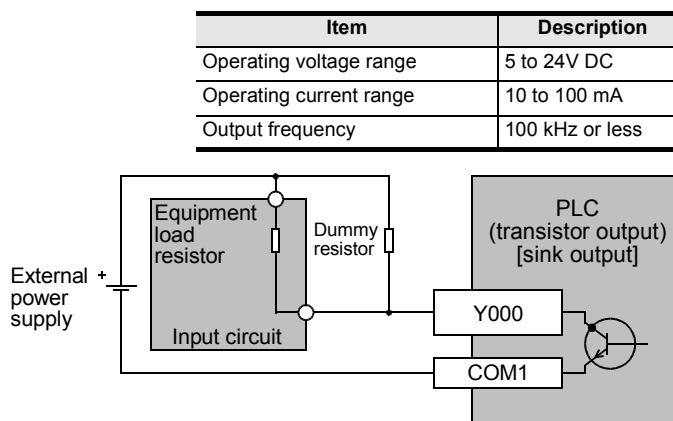 Item Description
Operating voltage range 5 to 24V DC
Operating current range 10 to 100 mA
Output frequency 100 kHz or less
Equipment
load
resistor
Dummy
resistor
PLC
(transistor output)
[sink output]
External +
power
supply
Input circuit
Y000
COM1